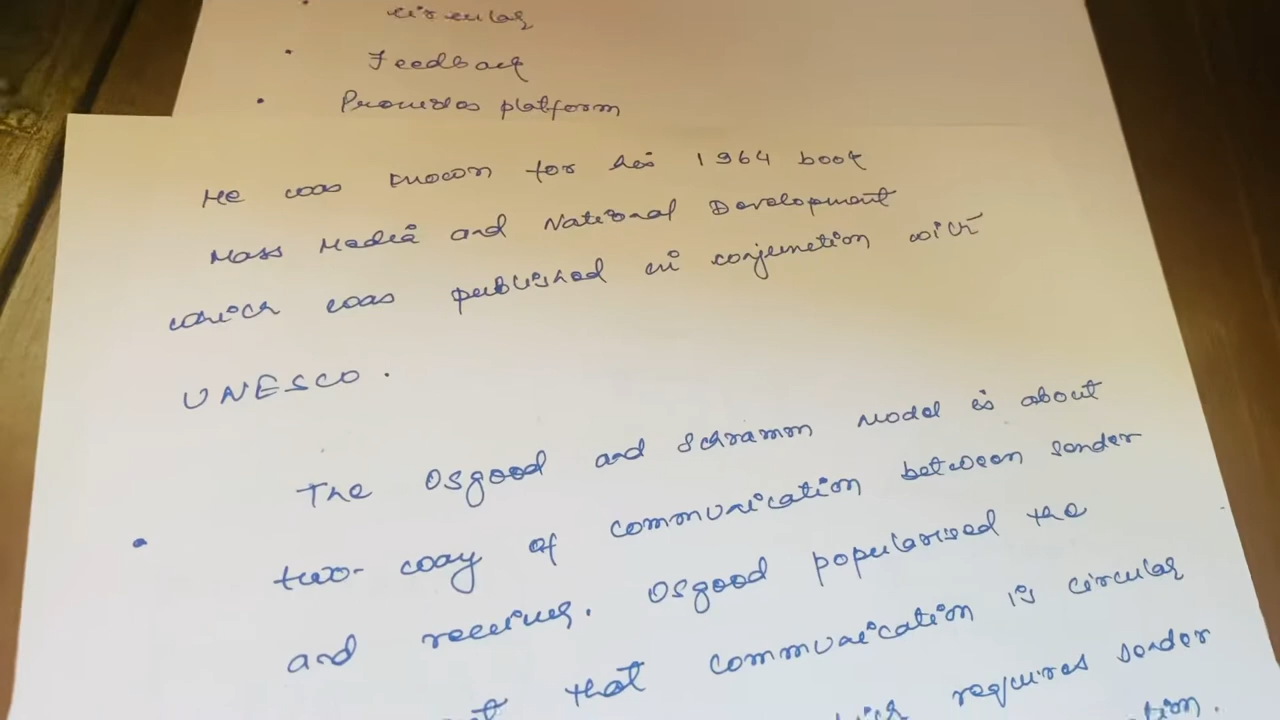 circular
Feedback
Provides platform
He was known for his 1964 book
Mass Media and National Development
which was published in conjunction with
UNESCO.
The Osgood and Schramm Model is about
two-way of communication between sender
and receiver. Osgood popularised the
that communication is circular
requires sender